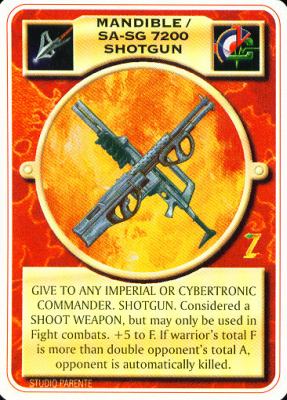 MANDIBLE /
SA-SG 7200
SHOTGUN
GIVE TO ANY IMPERIAL OR CYBERTRONIC
COMMANDER. SHOTGUN. Considered a
SHOOT WEAPON, but may only be used in
Fight combats. +5 to F. If warrior's total F
is more than double opponent's total A,
opponent is automatically killed.
STUDIO PARENTE